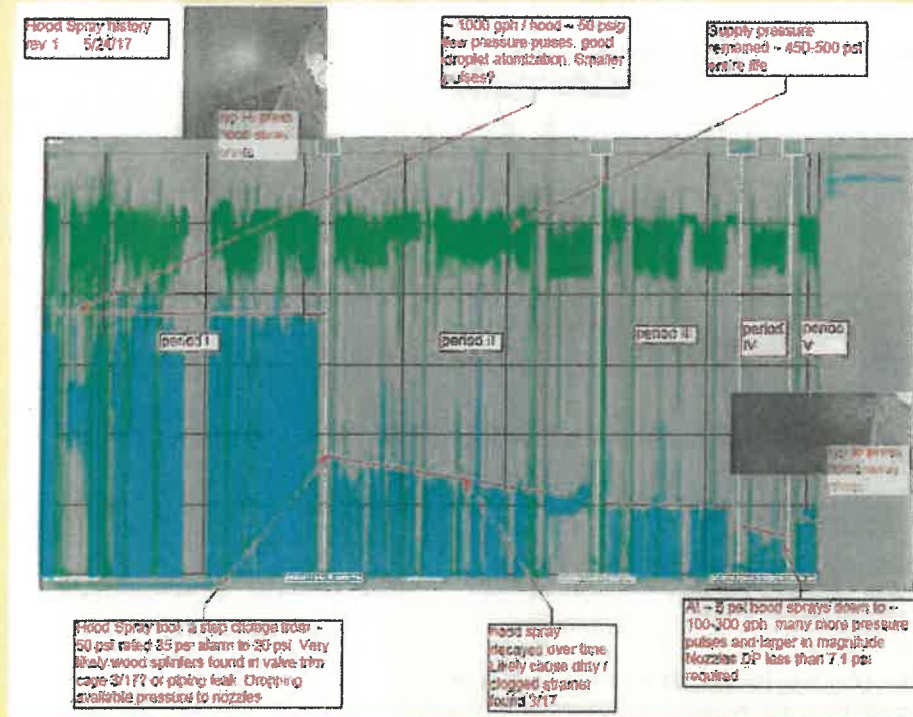 Hood Spray history
rev 1 5/24/17
~ 1000 gph / hood ~ 50 psig
few pressure pulses, good
droplet atomization. Smaller
pulses?
Supply pressure
remained ~ 450-500 psi
entire life
hood spray
period I
period II
period III
period
IV
period
V
Hood Spray took a step change from ~
50 psi rated 35 psi alarm to 20 psi. Very
likely wood splinters found in valve trim
cage 3/17? or piping leak. Dropping
available pressure to nozzles
hood spray
decayed over time
Likely cause dirty /
clogged strainer
found 3/17
At ~ 5 psi hood sprays down to ~
100-300 gph many more pressure
pulses and larger in magnitude
Nozzles DP less than 7.1 psi
required